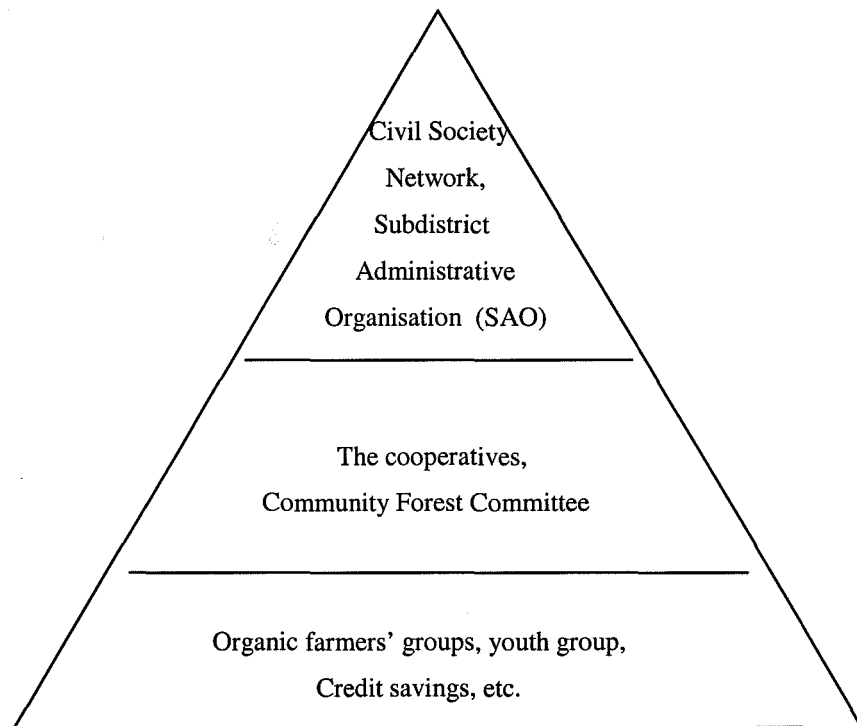 Civil Society
Network,
Subdistrict
Administrative
Organisation (SAO)
The cooperatives,
Community Forest Committee
Organic farmers' groups, youth group,
Credit savings, etc.